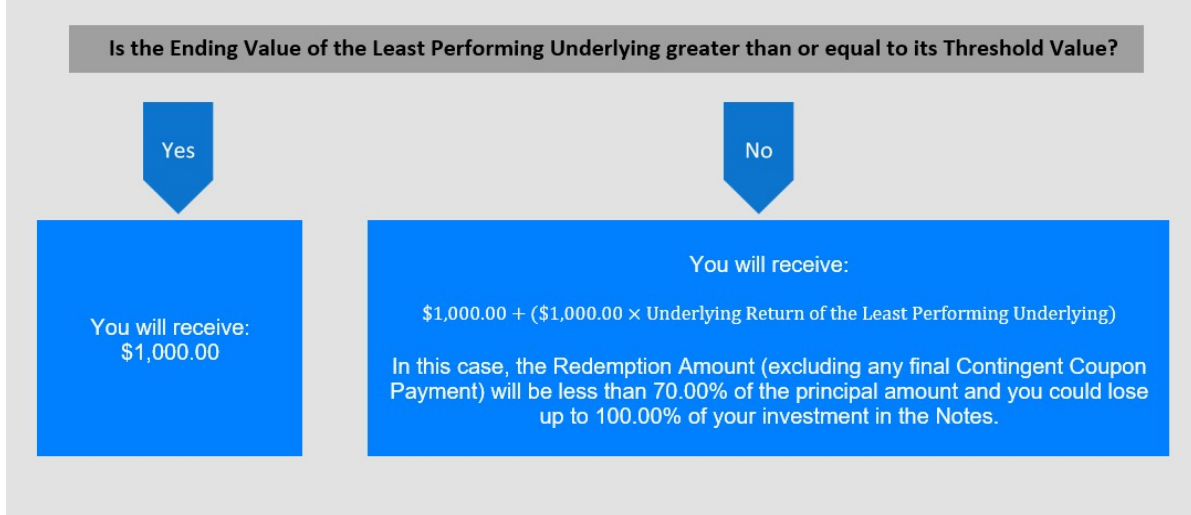 Is the Ending Value of the Least Performing Underlying greater than or equal to its Threshold Value?
Yes
No
You will receive:
$1,000.00
You will receive:
$1,000.00 + ($1,000.00 × Underlying Return of the Least Performing Underlying)
In this case, the Redemption Amount (excluding any final Contingent Coupon
Payment) will be less than 70.00% of the principal amount and you could lose
up to 100.00% of your investment in the Notes.